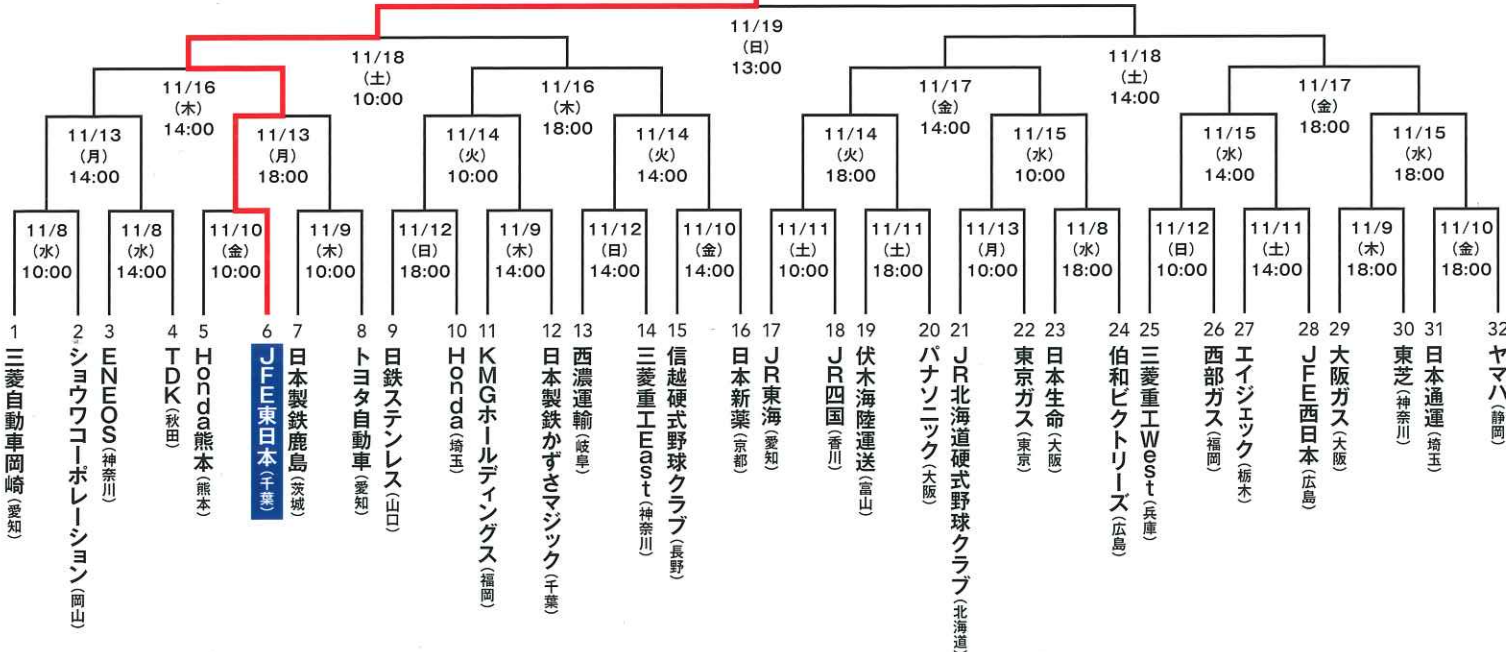 11/19
(日)
13:00
11/18
(土)
10:00
11/18
(土)
14:00
11/16
(木)
14:00
11/16
(木)
18:00
11/17
(金)
14:00
11/17
(金)
18:00
11/13
(月)
14:00
11/13
(月)
18:00
11/14
(火)
10:00
11/14
(火)
14:00
11/14
(火)
18:00
11/15
(水)
10:00
11/15
(水)
14:00
11/15
(水)
18:00
11/8
(水)
10:00
11/8
(水)
14:00
11/10
(金)
10:00
11/9
(木)
10:00
11/12
(日)
18:00
11/9
(木)
14:00
11/12
(日)
14:00
11/10
(金)
14:00
11/11
(土)
10:00
11/11
(土)
18:00
11/13
(月)
10:00
11/8
(水)
18:00
11/12
(日)
10:00
11/11
(土)
14:00
11/9
(木)
18:00
11/10
(金)
18:00
1 三菱自動車岡崎(愛知)
2 ショウワコーポレーション(岡山)
3 ENEOS(神奈川)
4 TDK(秋田)
5 Honda熊本(熊本)
6 JFE東日本(千葉)
7 日本製鉄鹿島(茨城)
8 トヨタ自動車(愛知)
9 日鉄ステンレス(山口)
10 Honda(埼玉)
11 KMGホールディングス(福岡)
12 日本製鉄かずさマジック(千葉)
13 西濃運輸(岐阜)
14 三菱重工East(神奈川)
15 信越硬式野球クラブ(長野)
16 日本新薬(京都)
17 JR東海(愛知)
18 JR四国(香川)
19 伏木海陸運送(富山)
20 パナソニック(大阪)
21 JR北海道硬式野球クラブ(北海道)
22 東京ガス(東京)
23 日本生命(大阪)
24 伯和ビクトリーズ(広島)
25 三菱重工West(兵庫)
26 西部ガス(福岡)
27 エイジェック(栃木)
28 JFE西日本(広島)
29 大阪ガス(大阪)
30 東芝(神奈川)
31 日本通運(埼玉)
32 ヤマハ(静岡)